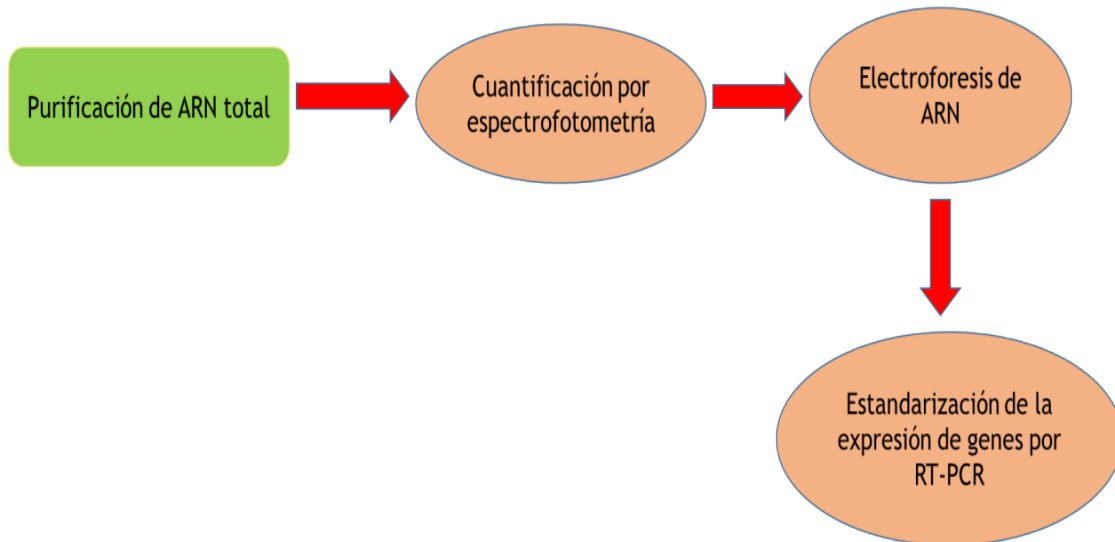 Purificación de ARN total
Cuantificación por
espectrofotometría
Electroforesis de
ARN
Estandarización de la
expresión de genes por
RT-PCR